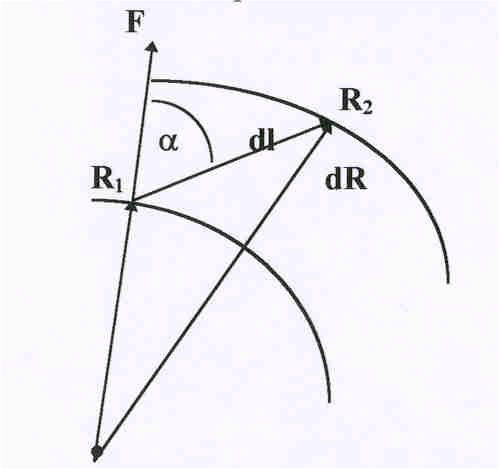 F
R₂
α
dl
R₁
dR